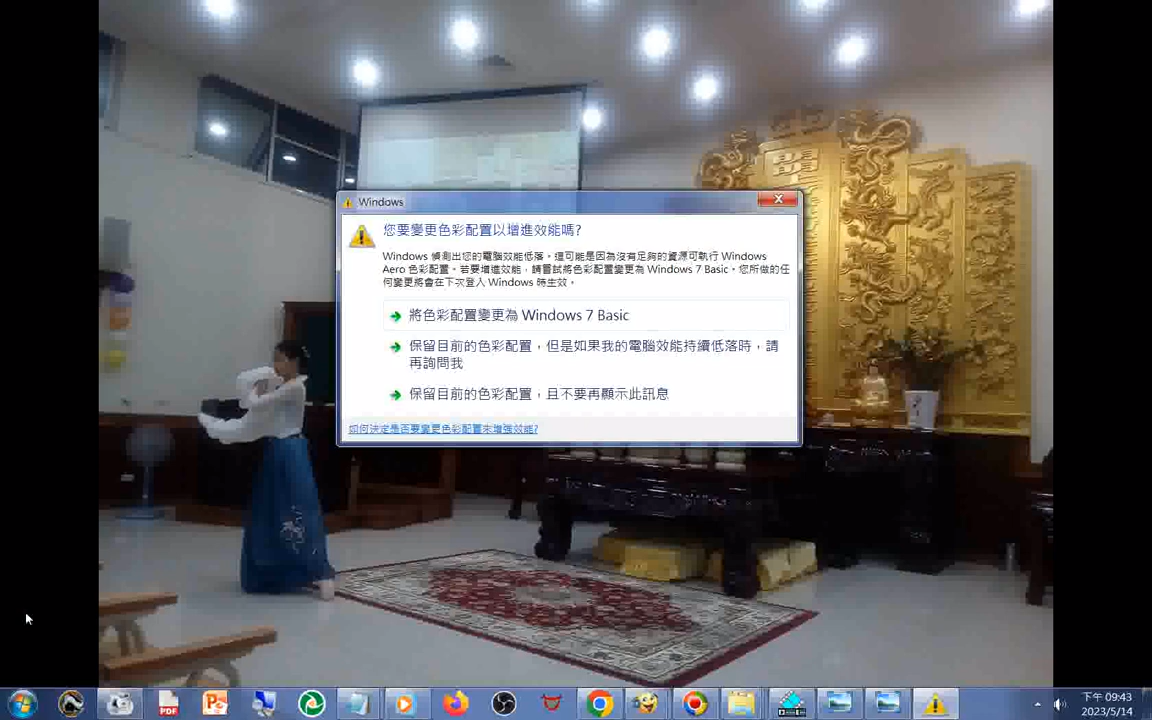 Windows
您要變更色彩配置以增進效能嗎?
Windows 偵測出您的電腦效能低落。這可能是因為沒有足夠的資源可執行 Windows
Aero 色彩配置。若要增進效能，請嘗試將色彩配置變更為 Windows 7 Basic。您所做的任
何變更將會在下次登入 Windows 時生效。
將色彩配置變更為 Windows 7 Basic
保留目前的色彩配置，但是如果我的電腦效能持續低落時，請
再詢問我
保留目前的色彩配置，且不要再顯示此訊息
如何決定是否要變更色彩配置來增強效能?
PDF
下午 09:43
2023/5/14